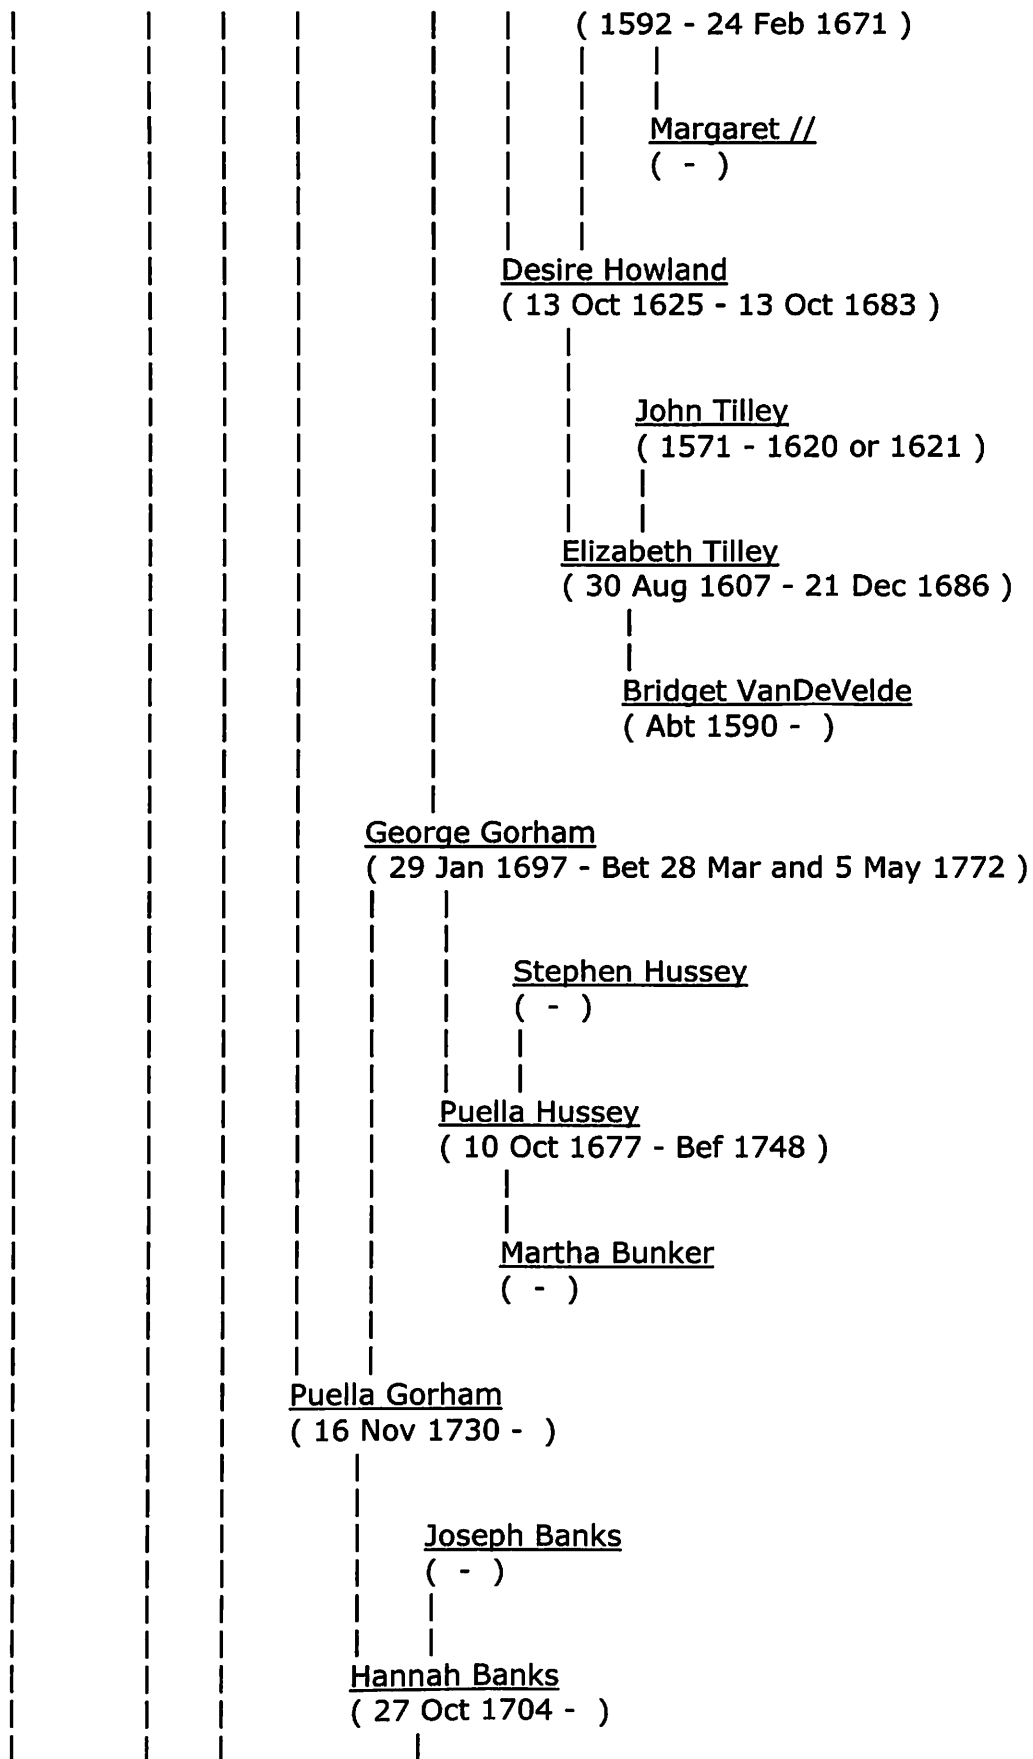 ( 1592 - 24 Feb 1671 )
Margaret //
( - )
Desire Howland
( 13 Oct 1625 - 13 Oct 1683 )
John Tilley
( 1571 - 1620 or 1621 )
Elizabeth Tilley
( 30 Aug 1607 - 21 Dec 1686 )
Bridget VanDeVelde
( Abt 1590 - )
George Gorham
( 29 Jan 1697 - Bet 28 Mar and 5 May 1772 )
Stephen Hussey
( - )
Puella Hussey
( 10 Oct 1677 - Bef 1748 )
Martha Bunker
( - )
Puella Gorham
( 16 Nov 1730 - )
Joseph Banks
( - )
Hannah Banks
( 27 Oct 1704 - )